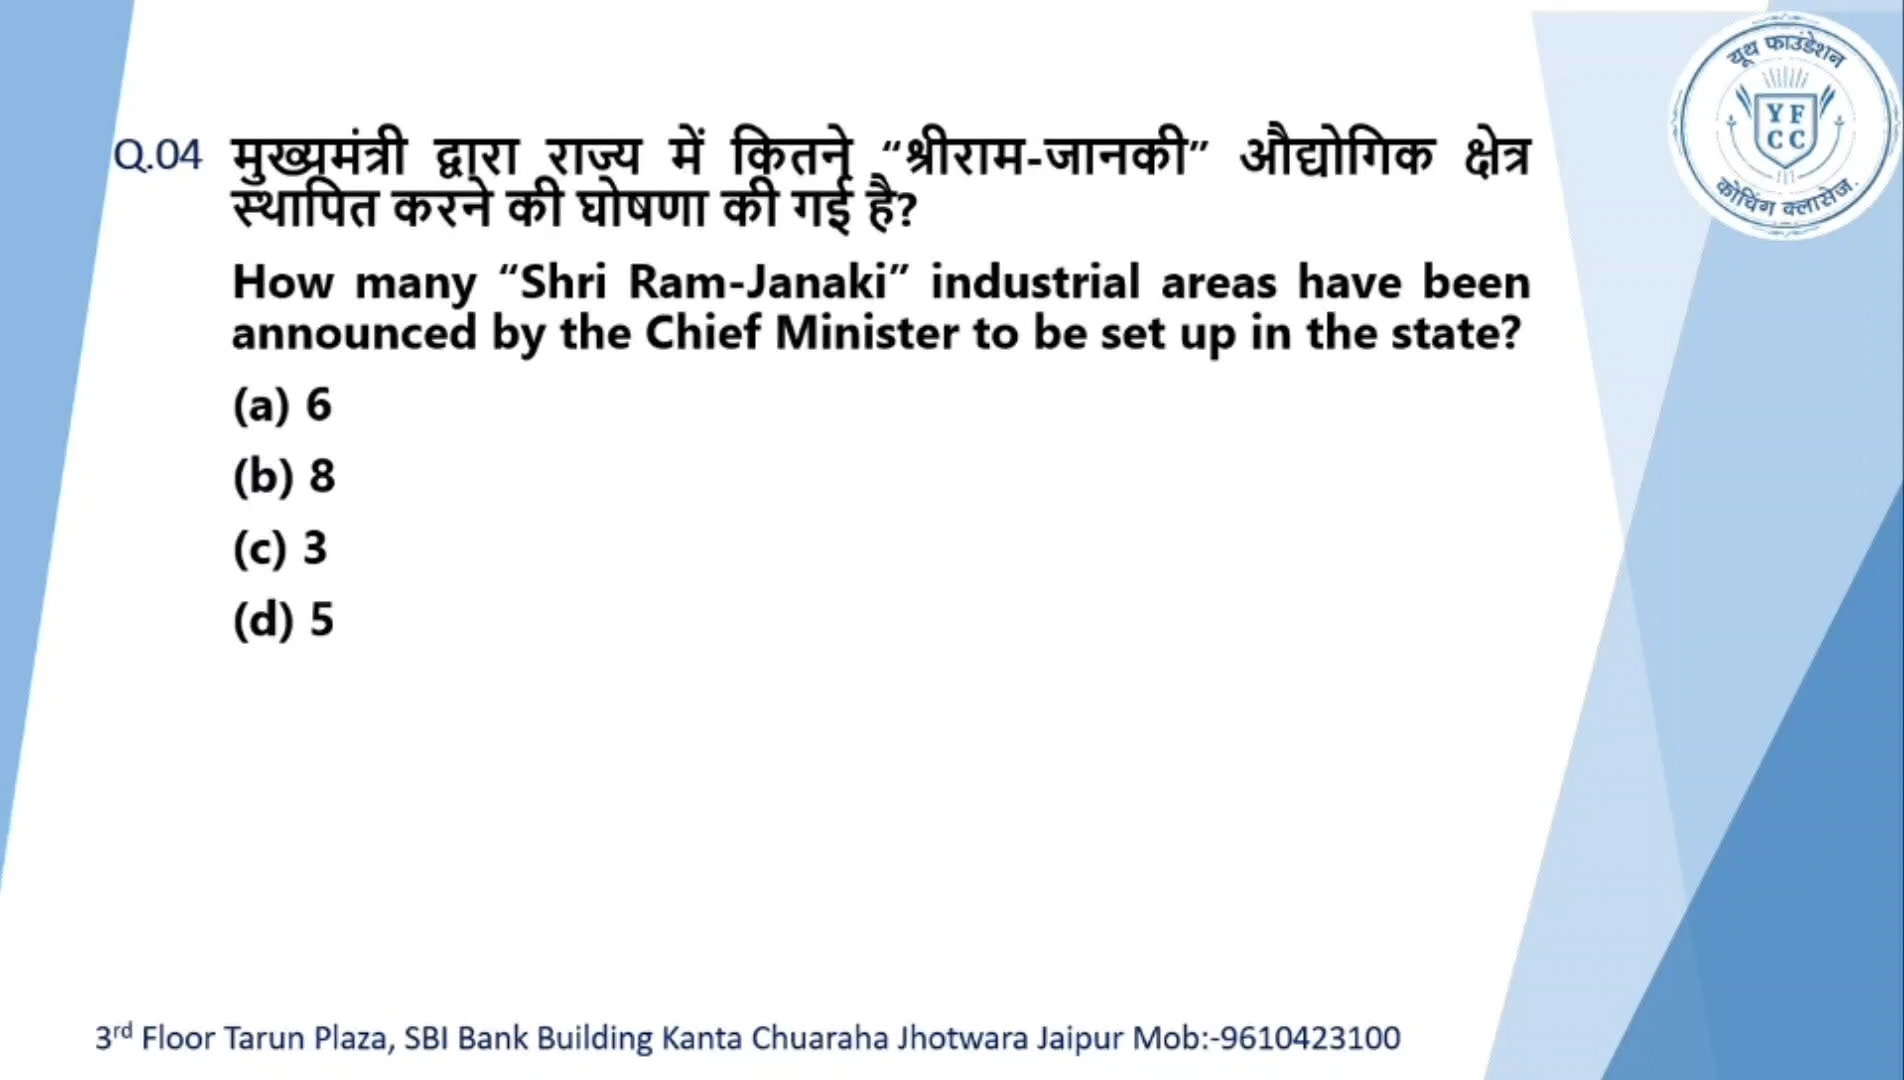 यूथ फाउंडेशन
Y F
C C
कोचिंग क्लासेज.
Q.04 मुख्यमंत्री द्वारा राज्य में कितने “श्रीराम-जानकी” औद्योगिक क्षेत्र
स्थापित करने की घोषणा की गई है?
How many “Shri Ram-Janaki” industrial areas have been
announced by the Chief Minister to be set up in the state?
(a) 6
(b) 8
(c) 3
(d) 5
3rd Floor Tarun Plaza, SBI Bank Building Kanta Chuaraha Jhotwara Jaipur Mob:-9610423100